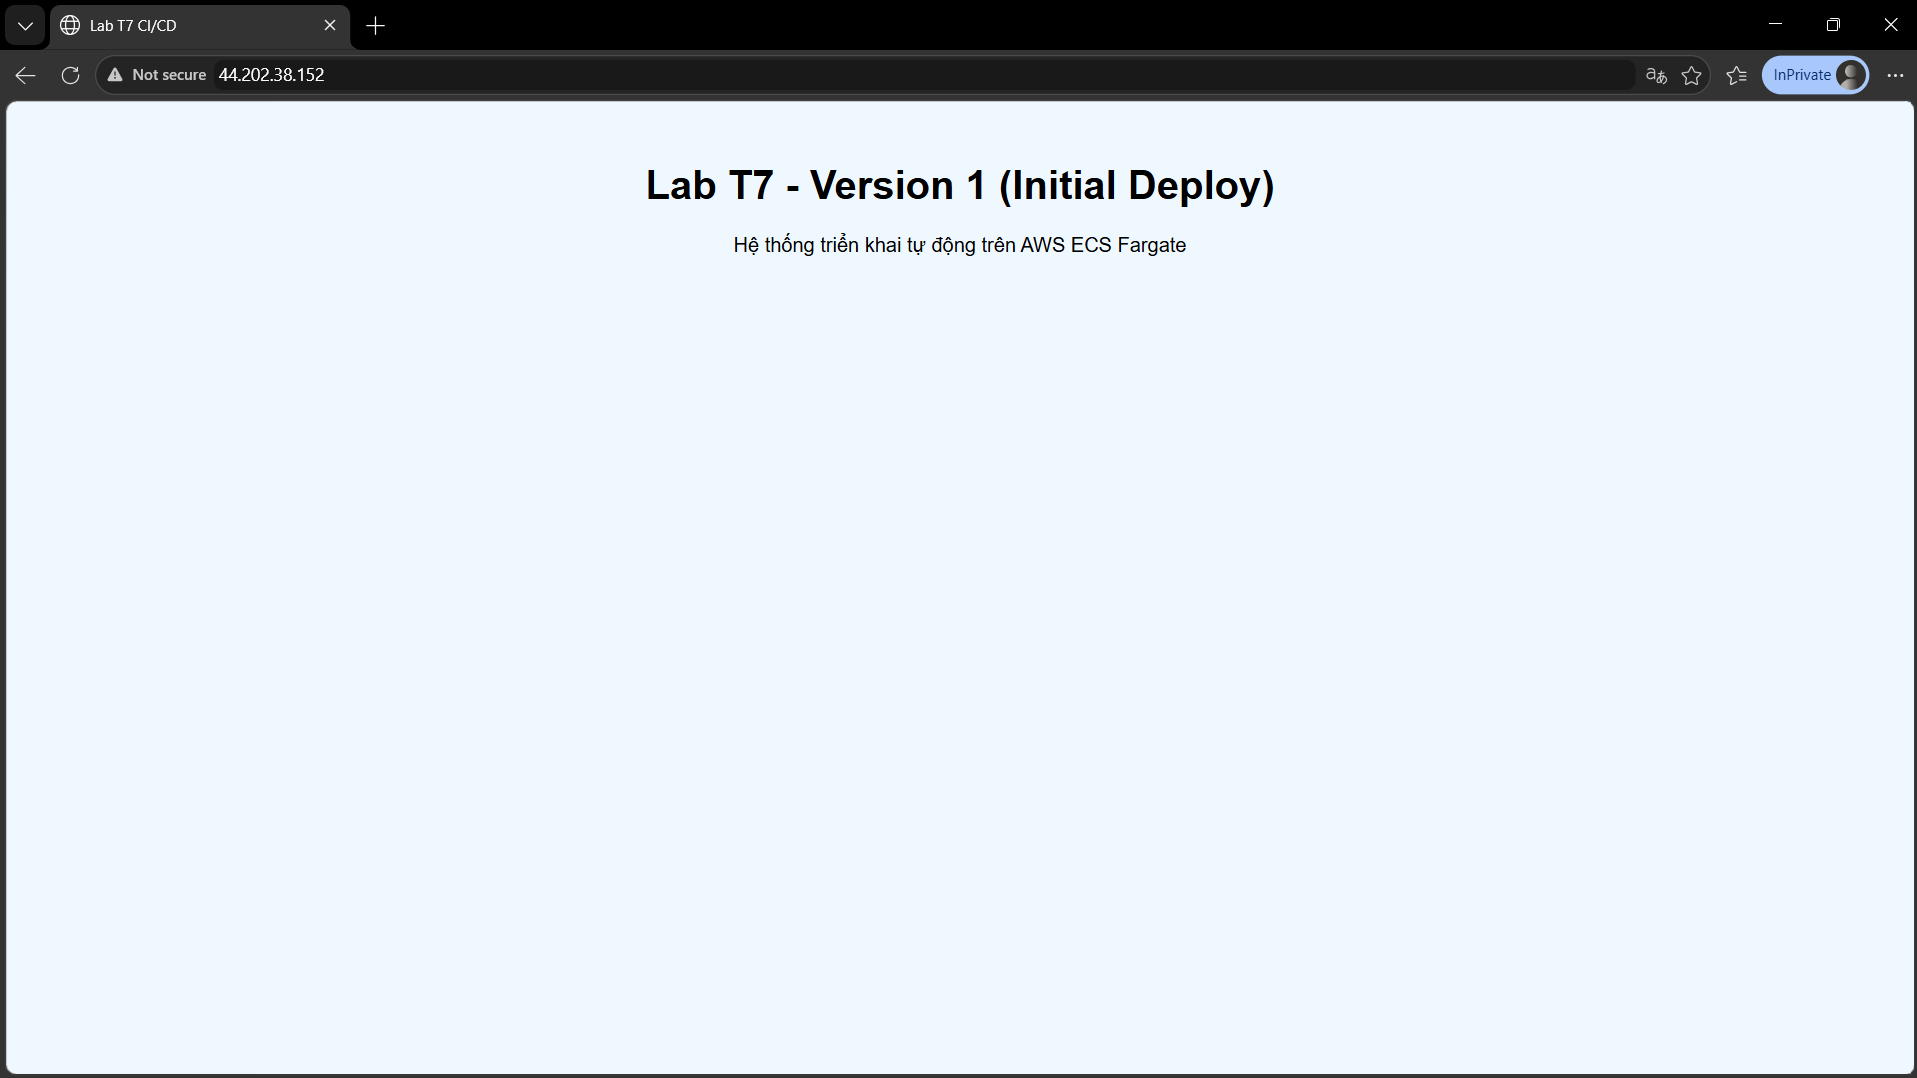 Lab T7 CI/CD
Not secure 44.202.38.152
InPrivate
Lab T7 - Version 1 (Initial Deploy)
Hệ thống triển khai tự động trên AWS ECS Fargate